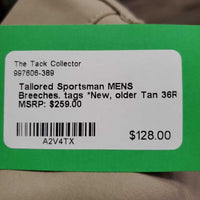 The Tack Collector
997606-389
Tailored Sportsman MENS
Breeches. tags *New, older Tan 36R
MSRP: $259.00
A2V4TX
$128.00